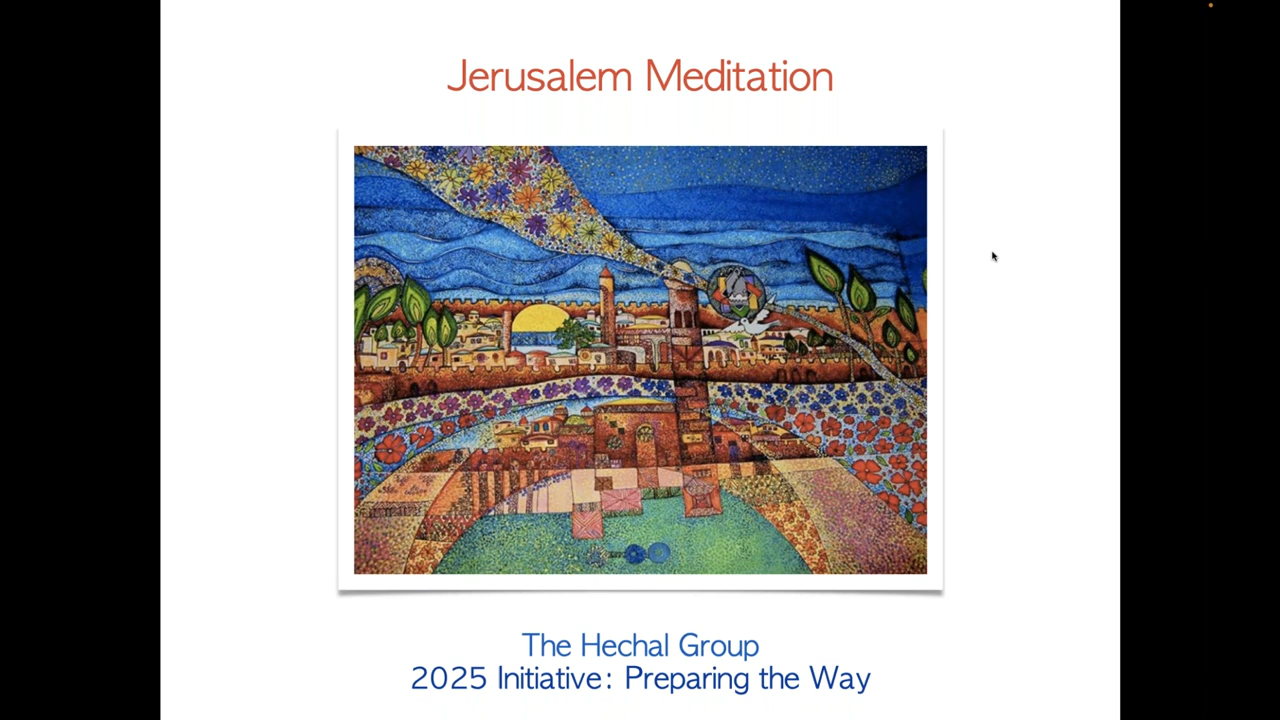 Jerusalem Meditation
The Hechal Group
2025 Initiative: Preparing the Way